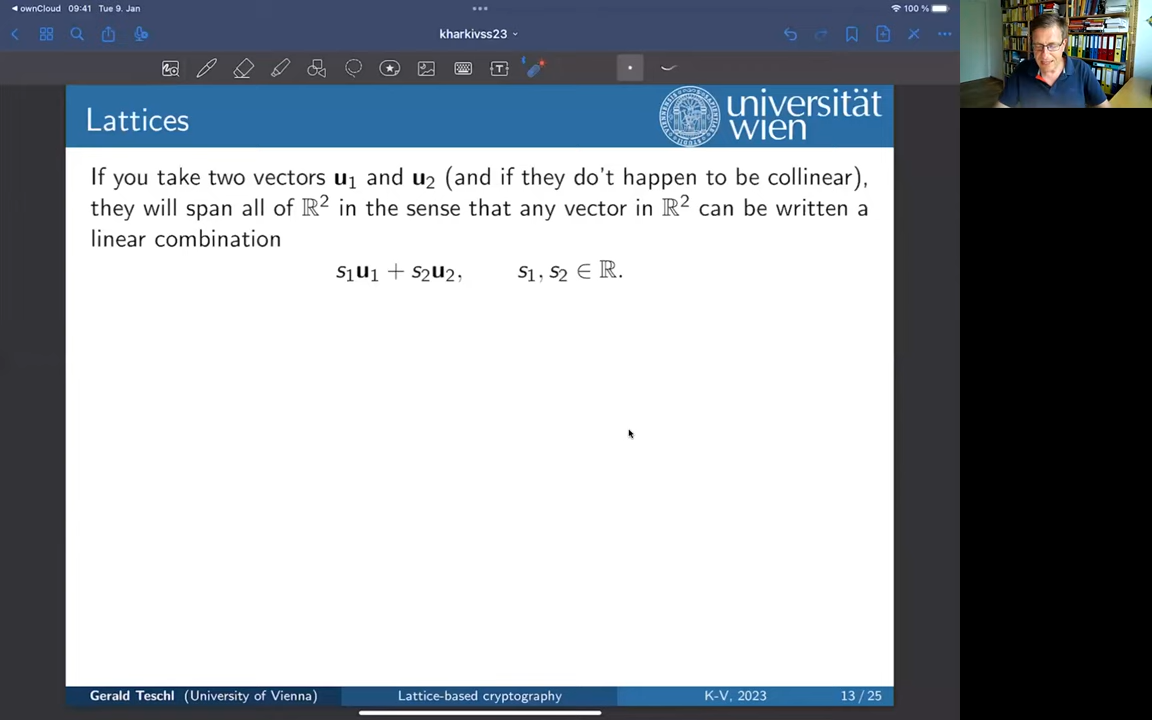 ownCloud 09:41 Tue 9. Jan
100 %
kharkivss23
Lattices
universität
wien
If you take two vectors u₁ and u₂ (and if they do't happen to be collinear),
they will span all of ℝ² in the sense that any vector in ℝ² can be written a
linear combination
s₁u₁ + s₂u₂, s₁, s₂ ∈ ℝ.
Gerald Teschl (University of Vienna) Lattice-based cryptography K-V, 2023 13 / 25